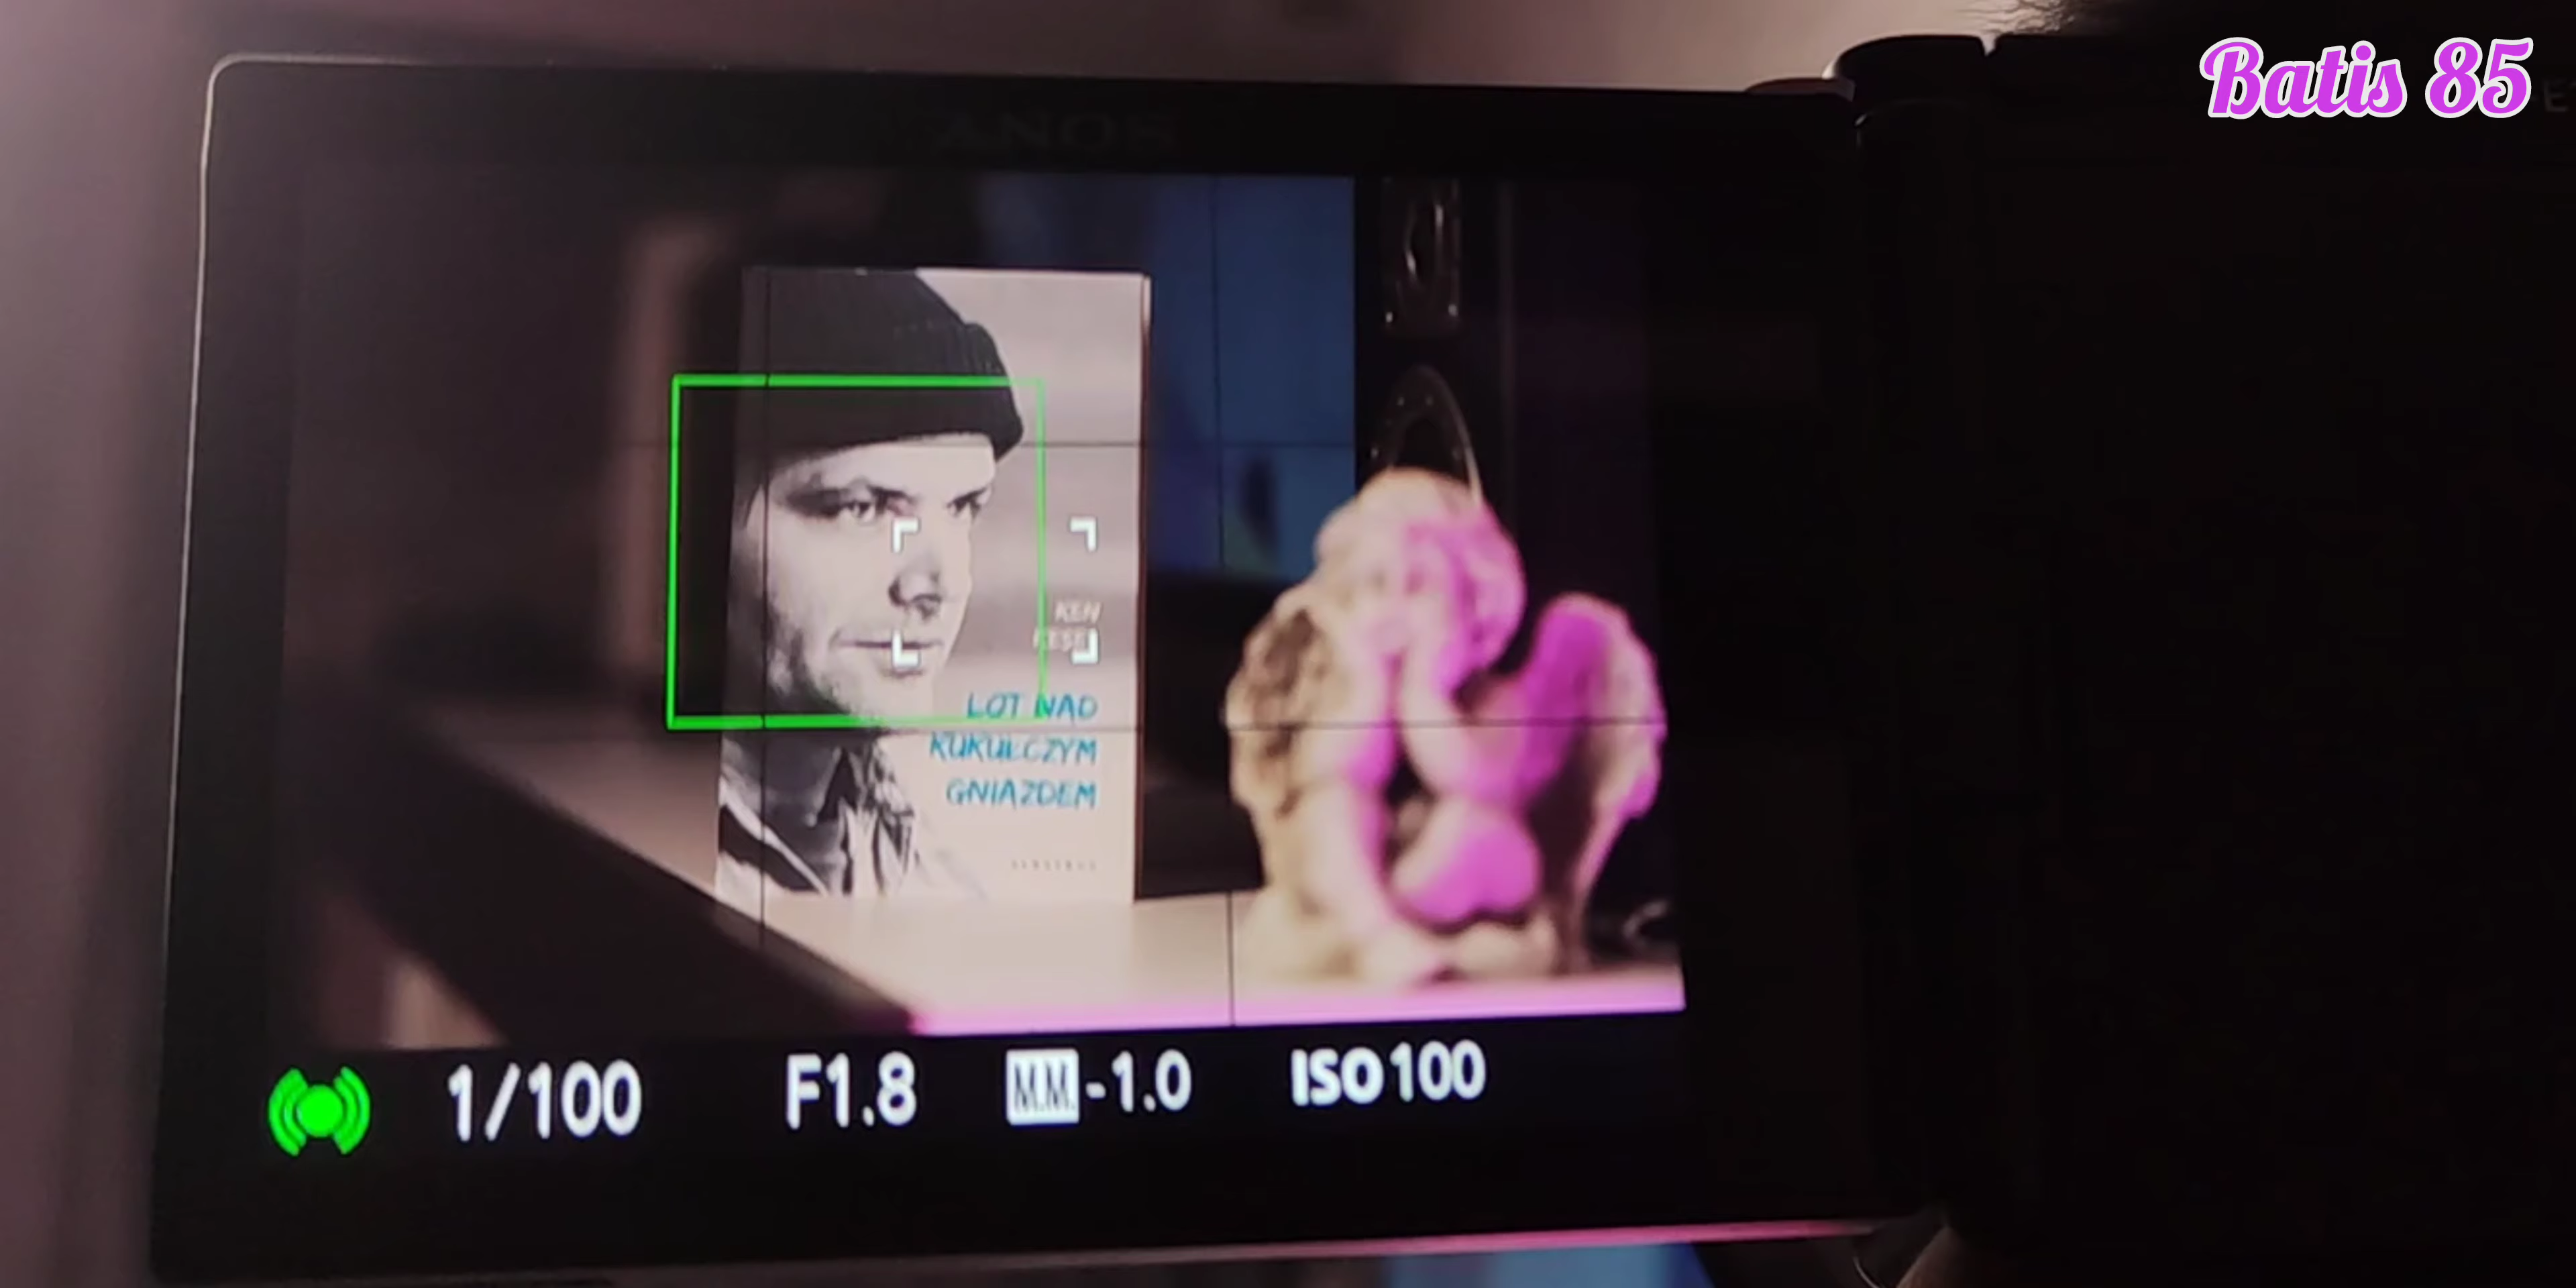 Batis 85
KEN
LOT NAD
KUKUŁCZYM
GNIAZDEM
1/100 F1.8 M.M. -1.0 ISO 100